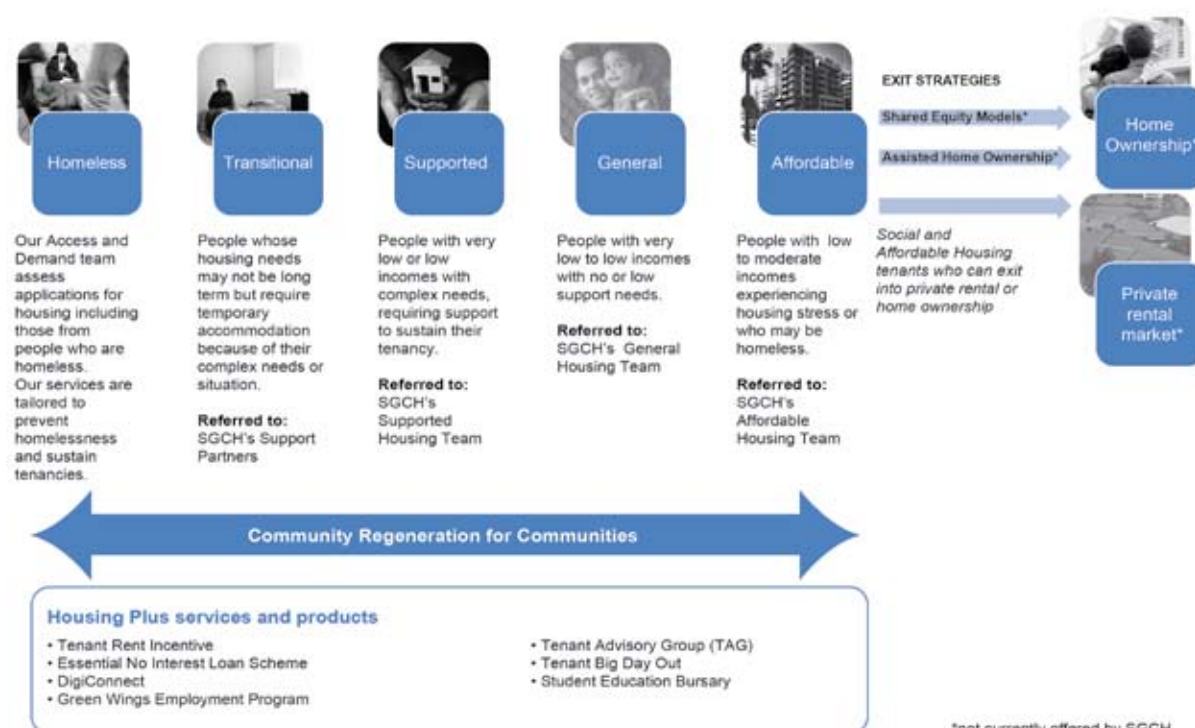 Homeless
Our Access and
Demand team
assess
applications for
housing including
those from
people who are
homeless.
Our services are
tailored to
prevent
homelessness
and sustain
tenancies.
Transitional
People whose
housing needs
may not be long
term but require
temporary
accommodation
because of their
complex needs or
situation.
Referred to:
SGCH's Support
Partners
Supported
People with very
low or low
incomes with
complex needs,
requiring support
to sustain their
tenancy.
Referred to:
SGCH's
Supported
Housing Team
General
People with very
low to low incomes
with no or low
support needs.
Referred to:
SGCH's General
Housing Team
Affordable
People with low
to moderate
incomes
experiencing
housing stress or
who may be
homeless.
Referred to:
SGCH's
Affordable
Housing Team
EXIT STRATEGIES
Shared Equity Models*
Assisted Home Ownership*
Social and
Affordable Housing
tenants who can exit
into private rental or
home ownership
Home
Ownership*
Private
rental
market*
Community Regeneration for Communities
Housing Plus services and products
• Tenant Rent Incentive
• Essential No Interest Loan Scheme
• DigiConnect
• Green Wings Employment Program
• Tenant Advisory Group (TAG)
• Tenant Big Day Out
• Student Education Bursary
*not currently offered by SGCH